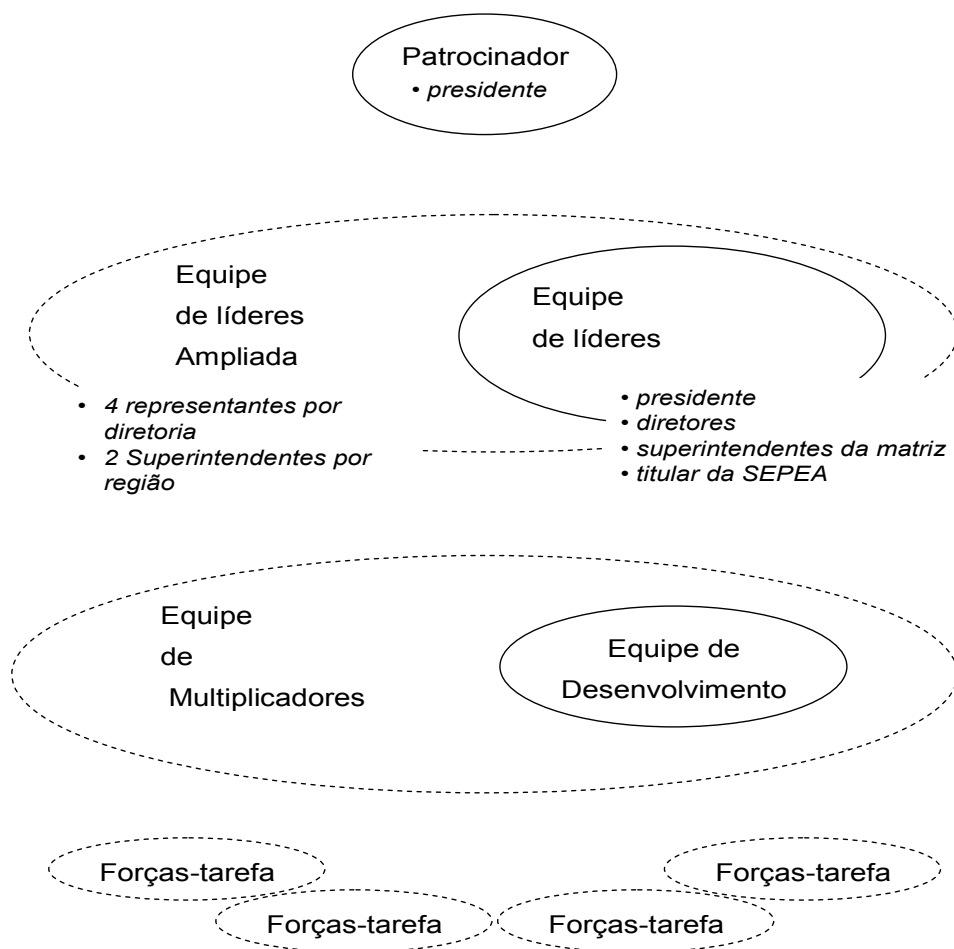 Patrocinador
• presidente
Equipe
de líderes
Ampliada
• 4 representantes por
diretoria
• 2 Superintendentes por
região
Equipe
de líderes
• presidente
• diretores
• superintendentes da matriz
• titular da SEPEA
Equipe
de
Multiplicadores
Equipe de
Desenvolvimento
Forças-tarefa
Forças-tarefa
Forças-tarefa
Forças-tarefa